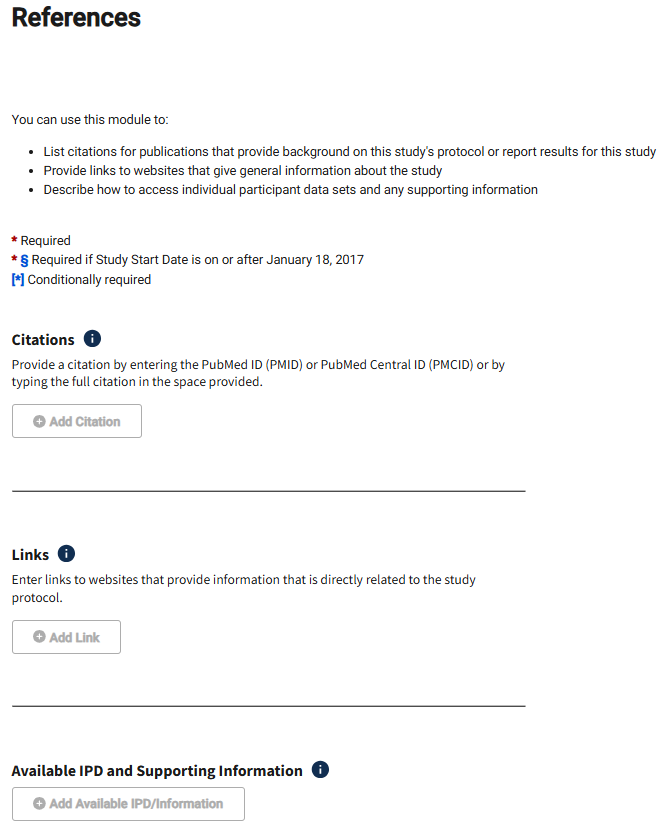 References
You can use this module to:
• List citations for publications that provide background on this study's protocol or report results for this study
• Provide links to websites that give general information about the study
• Describe how to access individual participant data sets and any supporting information
* Required
* § Required if Study Start Date is on or after January 18, 2017
[*] Conditionally required
Citations i
Provide a citation by entering the PubMed ID (PMID) or PubMed Central ID (PMCID) or by
typing the full citation in the space provided.
Add Citation
Links i
Enter links to websites that provide information that is directly related to the study
protocol.
Add Link
Available IPD and Supporting Information i
Add Available IPD/Information